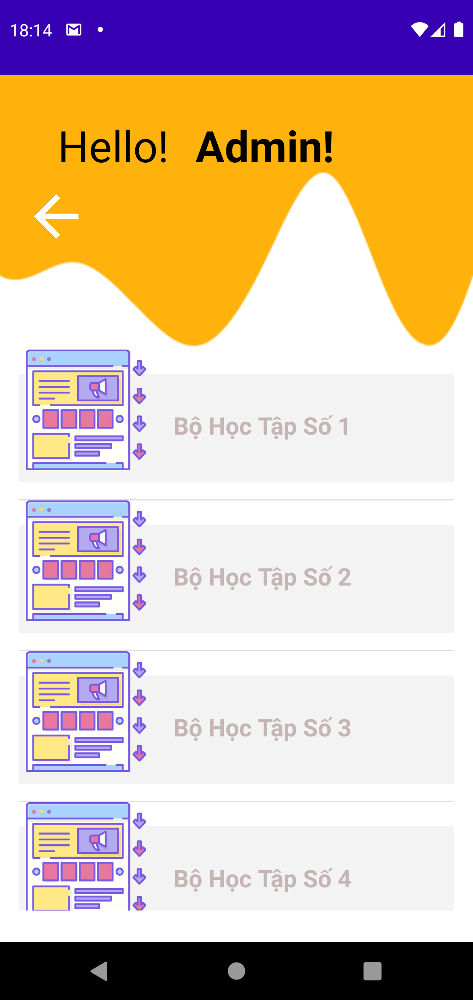 18:14
Hello! Admin!
Bộ Học Tập Số 1
Bộ Học Tập Số 2
Bộ Học Tập Số 3
Bộ Học Tập Số 4